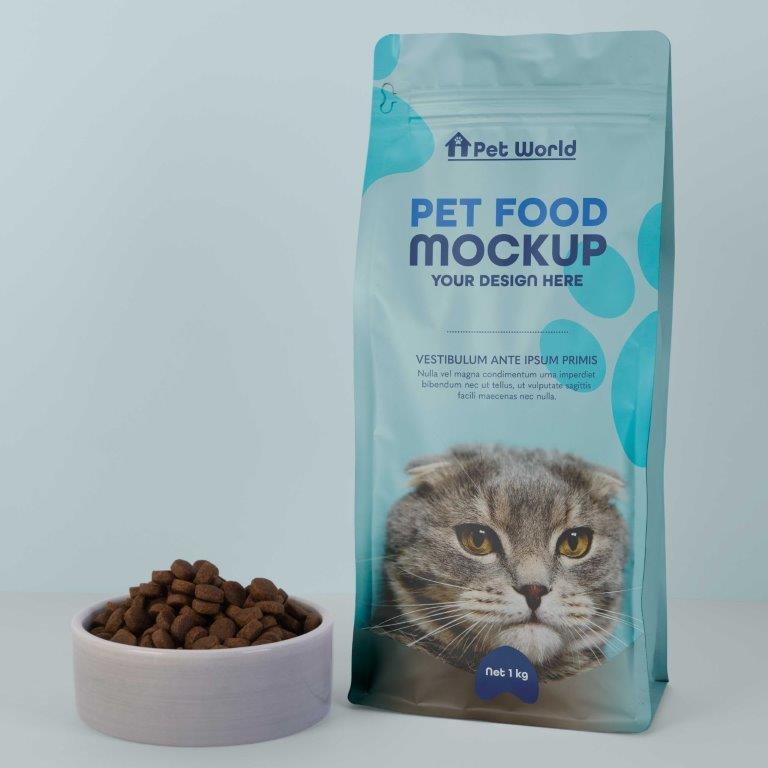 Pet World
PET FOOD
MOCKUP
YOUR DESIGN HERE
VESTIBULUM ANTE IPSUM PRIMIS
Nulla vel magna condimentum urna imperdiet
bibendum nec ut tellus, ut vulputate sagittis
facili maecenas nec nulla.
Net 1 kg